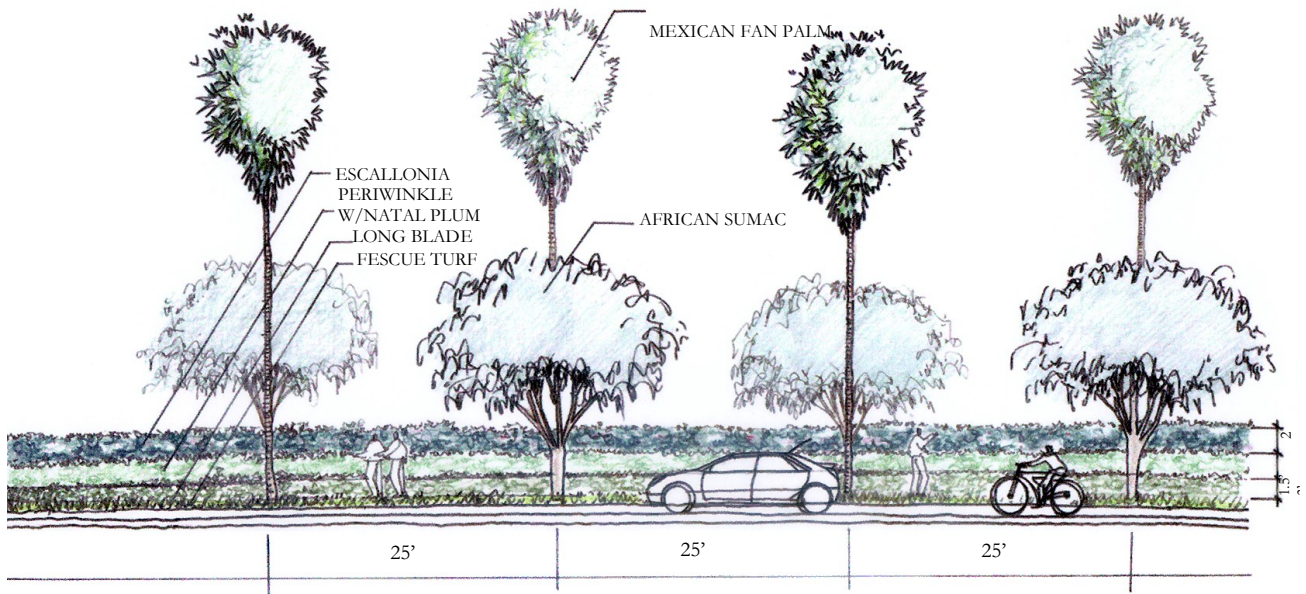 MEXICAN FAN PALM
ESCALLONIA
PERIWINKLE
W/NATAL PLUM
LONG BLADE
FESCUE TURF
AFRICAN SUMAC
2'
1.5'
25'
25'
25'